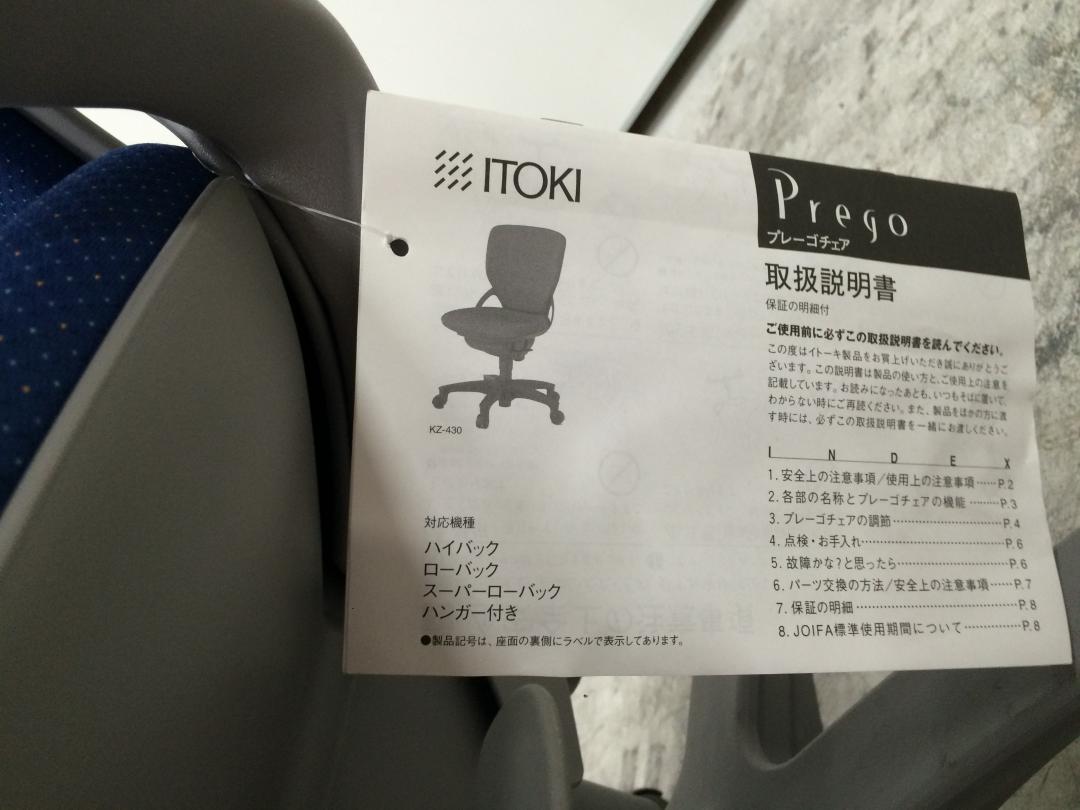 ITOKI
KZ-430
対応機種
ハイバック
ローバック
スーパーローバック
ハンガー付き
●製品記号は、座面の裏側にラベルで表示してあります。
Prego
プレーゴチェア
取扱説明書
保証の明細付
ご使用前に必ずこの取扱説明書を読んでください。
この度はイトーキ製品をお買上げいただき誠にありがとうご
ざいます。この説明書は製品の使い方と、ご使用上の注意を
記載しています。お読みになったあとも、いつもそばに置いて、
わからない時にご再読ください。また、製品をほかの方に渡
す時には、必ずこの取扱説明書を一緒にお渡しください。
I N D E X
1.安全上の注意事項/使用上の注意事項……P.2
2.各部の名称とプレーゴチェアの機能………P.3
3.プレーゴチェアの調節…………………………P.4
4.点検・お手入れ…………………………………P.6
5.故障かな?と思ったら…………………………P.6
6.パーツ交換の方法/安全上の注意事項……P.7
7.保証の明細………………………………………P.8
8.JOIFA標準使用期間について………………P.8